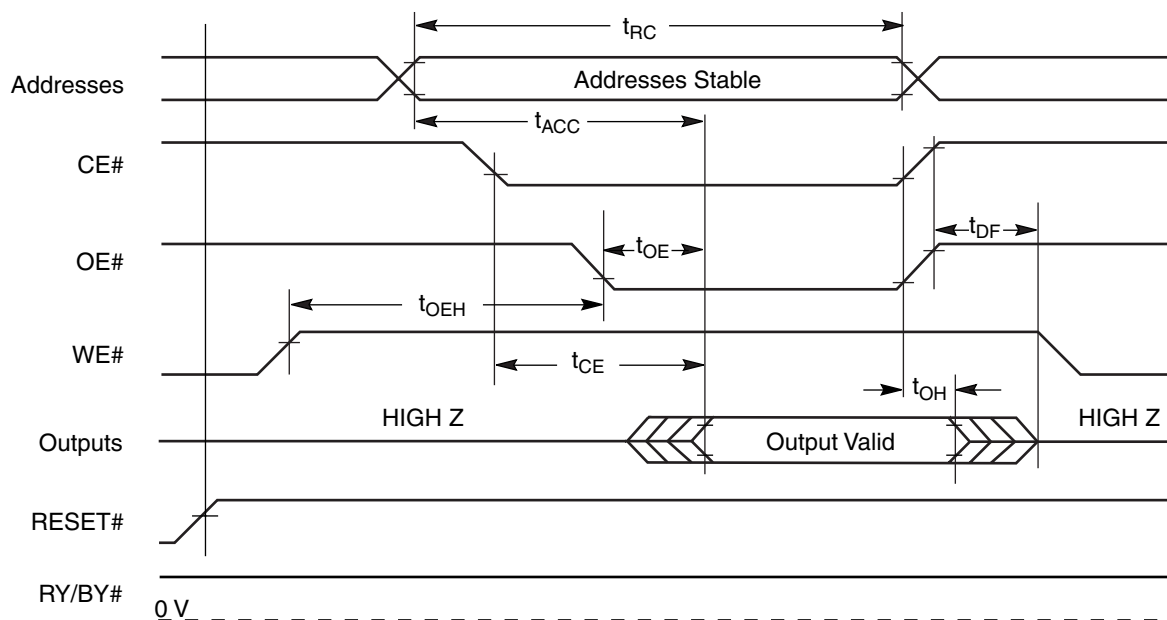 tRC
Addresses
Addresses Stable
tACC
CE#
OE#
tOE
tDF
tOEH
WE#
tCE
tOH
HIGH Z
HIGH Z
Outputs
Output Valid
RESET#
RY/BY#
0 V